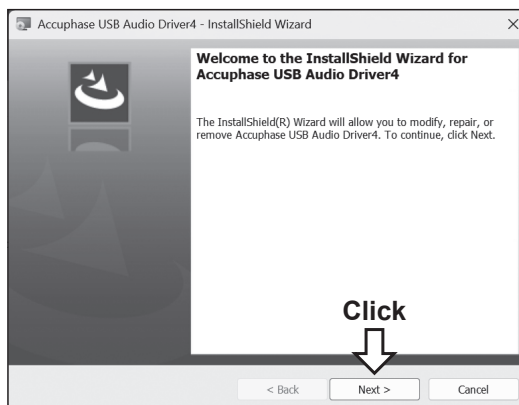 Accuphase USB Audio Driver4 - InstallShield Wizard
Welcome to the InstallShield Wizard for
Accuphase USB Audio Driver4
The InstallShield(R) Wizard will allow you to modify, repair, or
remove Accuphase USB Audio Driver4. To continue, click Next.
Click
< Back Next > Cancel